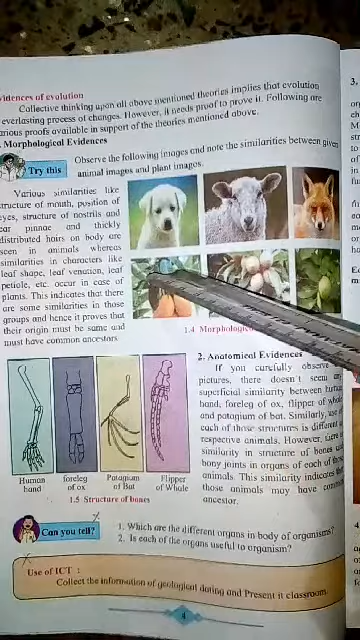 vidences of evolution
Collective thinking upon all above mentioned theories implies that evolution
everlasting process of changes. However, it needs proof to prove it. Following are
arious proofs available in support of the theories mentioned above.
Morphological Evidences
Try this
Observe the following images and note the similarities between given
animal images and plant images.
Various similarities like
tructure of mouth, position of
eyes, structure of nostrils and
ear pinnae and thickly
distributed hairs on body are
seen in animals whereas
similarities in characters like
leaf shape, leaf venation, leaf
petiole, etc. occur in case of
plants. This indicates that there
are some similarities in those
groups and hence it proves that
their origin must be same and
must have common ancestors.
1.4 Morphologic
2. Anatomical Evidences
If you carefully observe
pictures, there doesn't seem any
superficial similarity between human
hand, foreleg of ox, flipper of whale
and patagium of bat. Similarly, use of
each of those structures is different in
respective animals. However, there is
similarity in structure of bones and
bony joints in organs of each of those
animals. This similarity indicates that
those animals may have common
ancestor.
Human
hand
foreleg
of ox
Patagium
of Bat
Flipper
of Whale
1.5 Structure of bones
Can you tell?
1. Which are the different organs in body of organisms?
2. Is each of the organs useful to organism?
Use of ICT :
Collect the information of geological dating and Present it classroom.
4
3.